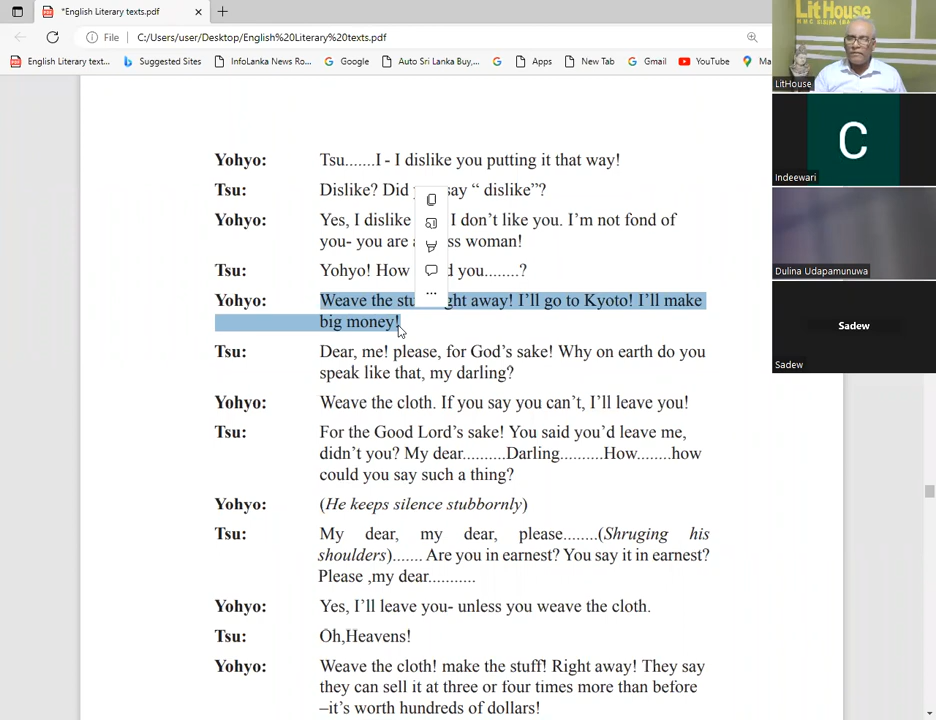 *English Literary texts.pdf
File
C:/Users/user/Desktop/English%20Literary%20texts.pdf
English Literary text...
Suggested Sites
InfoLanka News Ro...
Google
Auto Sri Lanka Buy,...
Apps
New Tab
Gmail
YouTube
Ma
LitHouse
LitHouse
Indeewari
Dulina Udapamunuwa
Sadew
Sadew
Yohyo: Tsu.......I - I dislike you putting it that way!
Tsu: Dislike? Did say “ dislike”?
Yohyo: Yes, I dislike I don’t like you. I’m not fond of
you- you are woman!
Tsu: Yohyo! How you........?
Yohyo: Weave the away! I’ll go to Kyoto! I’ll make
big money!
Tsu: Dear, me! please, for God’s sake! Why on earth do you
speak like that, my darling?
Yohyo: Weave the cloth. If you say you can’t, I’ll leave you!
Tsu: For the Good Lord’s sake! You said you’d leave me,
didn’t you? My dear..........Darling..........How........how
could you say such a thing?
Yohyo: (He keeps silence stubbornly)
Tsu: My dear, my dear, please........(Shruging his
shoulders)....... Are you in earnest? You say it in earnest?
Please ,my dear...........
Yohyo: Yes, I’ll leave you- unless you weave the cloth.
Tsu: Oh,Heavens!
Yohyo: Weave the cloth! make the stuff! Right away! They say
they can sell it at three or four times more than before
–it’s worth hundreds of dollars!